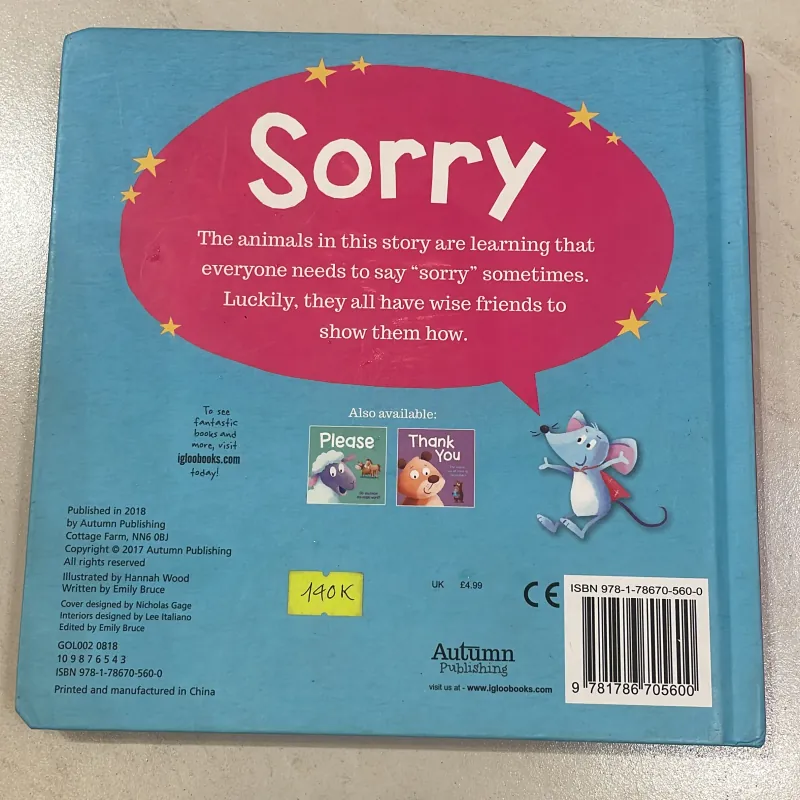 Sorry
The animals in this story are learning that
everyone needs to say “sorry” sometimes.
Luckily, they all have wise friends to
show them how.
To see
fantastic
books and
more, visit
igloobooks.com
today!
Also available:
Please
Thank
You
Published in 2018
by Autumn Publishing
Cottage Farm, NN6 0BJ
Copyright © 2017 Autumn Publishing
All rights reserved
Illustrated by Hannah Wood
Written by Emily Bruce
Cover designed by Nicholas Gage
Interiors designed by Lee Italiano
Edited by Emily Bruce
GOL002 0818
10 9 8 7 6 5 4 3
ISBN 978-1-78670-560-0
Printed and manufactured in China
140K
UK £4.99
CE
Autumn
Publishing
visit us at - www.igloobooks.com
ISBN 978-1-78670-560-0
9 781786 705600